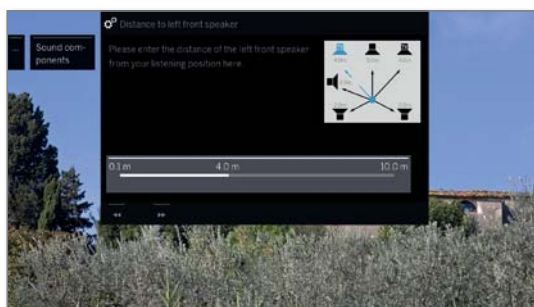 Distance to left front speaker
... Sound com-
ponents
Please enter the distance of the left front speaker
from your listening position here.
0.1 m 4.0 m 10.0 m